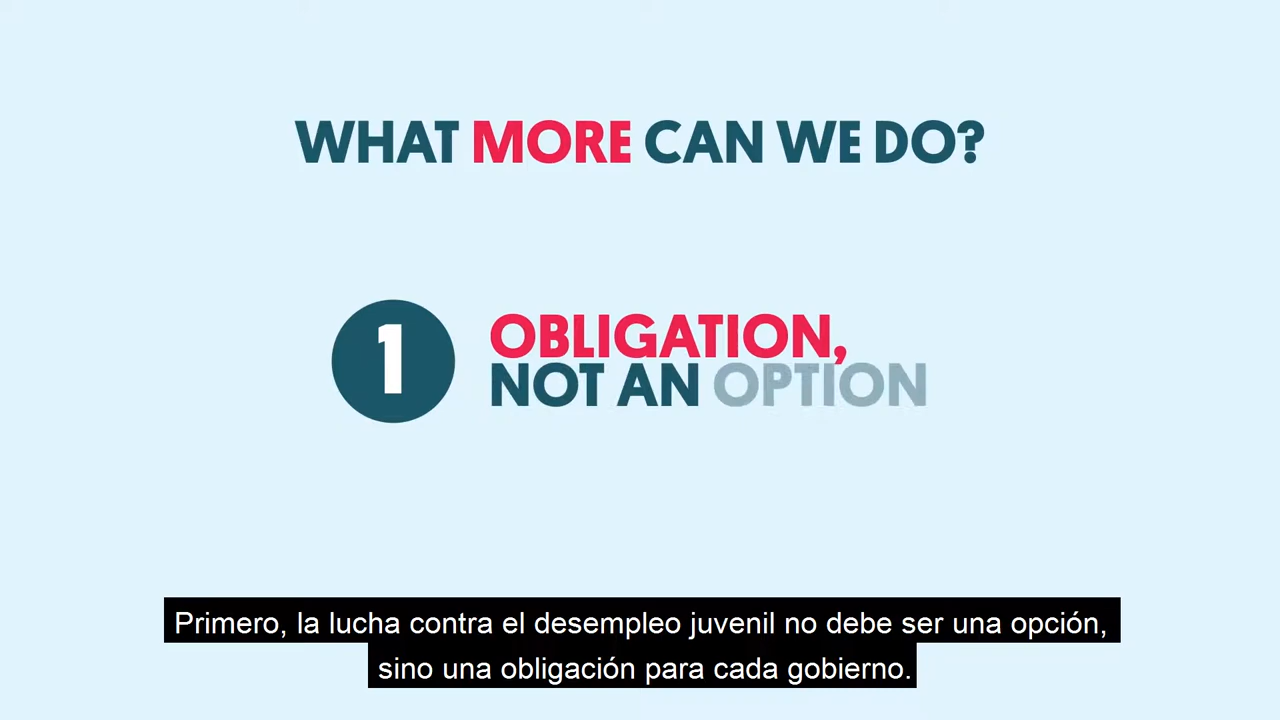 WHAT MORE CAN WE DO?
1
OBLIGATION,
NOT AN OPTION
Primero, la lucha contra el desempleo juvenil no debe ser una opción,
sino una obligación para cada gobierno.